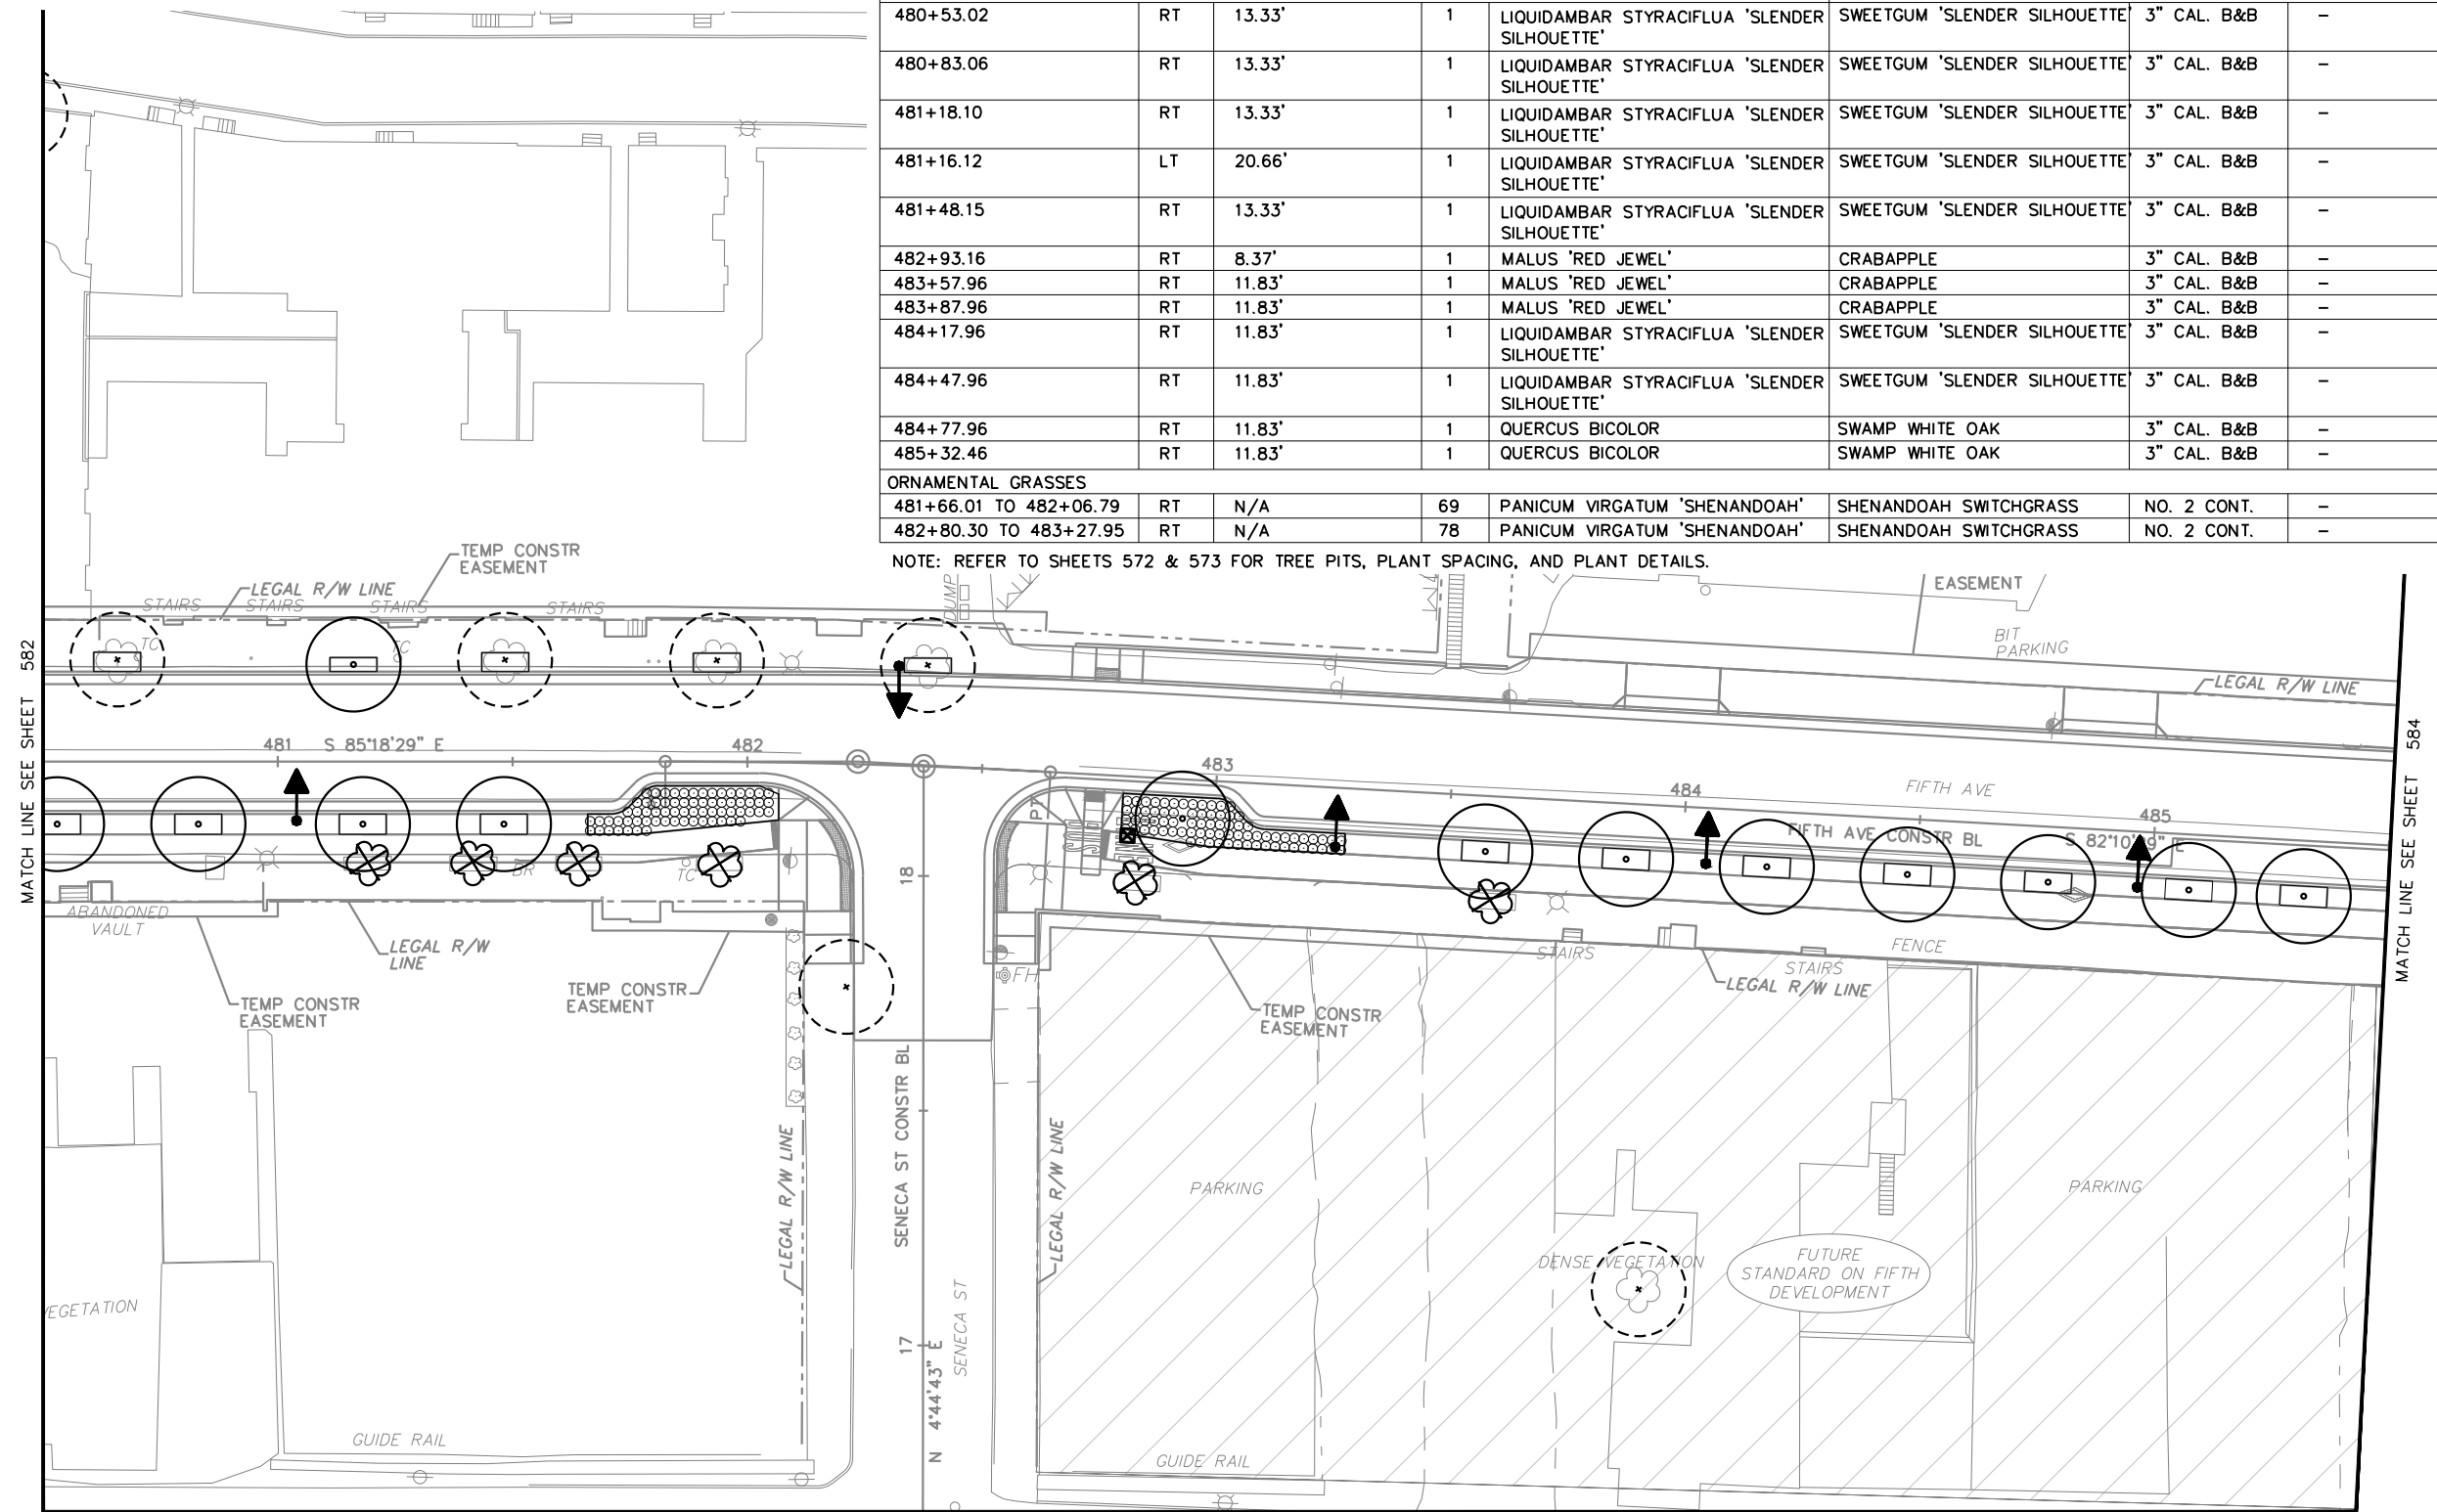 480+53.02 RT 13.33' 1 LIQUIDAMBAR STYRACIFLUA 'SLENDER SWEETGUM 'SLENDER SILHOUETTE' 3" CAL. B&B -
SILHOUETTE'
480+83.06 RT 13.33' 1 LIQUIDAMBAR STYRACIFLUA 'SLENDER SWEETGUM 'SLENDER SILHOUETTE' 3" CAL. B&B -
SILHOUETTE'
481+18.10 RT 13.33' 1 LIQUIDAMBAR STYRACIFLUA 'SLENDER SWEETGUM 'SLENDER SILHOUETTE' 3" CAL. B&B -
SILHOUETTE'
481+16.12 LT 20.66' 1 LIQUIDAMBAR STYRACIFLUA 'SLENDER SWEETGUM 'SLENDER SILHOUETTE' 3" CAL. B&B -
SILHOUETTE'
481+48.15 RT 13.33' 1 LIQUIDAMBAR STYRACIFLUA 'SLENDER SWEETGUM 'SLENDER SILHOUETTE' 3" CAL. B&B -
SILHOUETTE'
482+93.16 RT 8.37' 1 MALUS 'RED JEWEL' CRABAPPLE 3" CAL. B&B -
483+57.96 RT 11.83' 1 MALUS 'RED JEWEL' CRABAPPLE 3" CAL. B&B -
483+87.96 RT 11.83' 1 MALUS 'RED JEWEL' CRABAPPLE 3" CAL. B&B -
484+17.96 RT 11.83' 1 LIQUIDAMBAR STYRACIFLUA 'SLENDER SWEETGUM 'SLENDER SILHOUETTE' 3" CAL. B&B -
SILHOUETTE'
484+47.96 RT 11.83' 1 LIQUIDAMBAR STYRACIFLUA 'SLENDER SWEETGUM 'SLENDER SILHOUETTE' 3" CAL. B&B -
SILHOUETTE'
484+77.96 RT 11.83' 1 QUERCUS BICOLOR SWAMP WHITE OAK 3" CAL. B&B -
485+32.46 RT 11.83' 1 QUERCUS BICOLOR SWAMP WHITE OAK 3" CAL. B&B -
ORNAMENTAL GRASSES
481+66.01 TO 482+06.79 RT N/A 69 PANICUM VIRGATUM 'SHENANDOAH' SHENANDOAH SWITCHGRASS NO. 2 CONT. -
482+80.30 TO 483+27.95 RT N/A 78 PANICUM VIRGATUM 'SHENANDOAH' SHENANDOAH SWITCHGRASS NO. 2 CONT. -
NOTE: REFER TO SHEETS 572 & 573 FOR TREE PITS, PLANT SPACING, AND PLANT DETAILS.
TEMP CONSTR
EASEMENT
LEGAL R/W LINE
STAIRS
STAIRS
STAIRS
STAIRS
TC
TC
DUMP
EASEMENT
BIT
PARKING
LEGAL R/W LINE
MATCH LINE SEE SHEET 582
MATCH LINE SEE SHEET 584
481
S 85°18'29" E
482
483
484
485
FIFTH AVE
FIFTH AVE CONSTR BL
S 82°10'29" E
PT
BR
TC
18
ABANDONED
VAULT
LEGAL R/W
LINE
TEMP CONSTR
EASEMENT
TEMP CONSTR
EASEMENT
FH
TEMP CONSTR
EASEMENT
STAIRS
LEGAL R/W LINE
STAIRS
FENCE
SENECA ST CONSTR BL
LEGAL R/W LINE
LEGAL R/W LINE
PARKING
PARKING
DENSE VEGETATION
FUTURE
STANDARD ON FIFTH
DEVELOPMENT
VEGETATION
17
N 4°44'43" E
SENECA ST
GUIDE RAIL
GUIDE RAIL